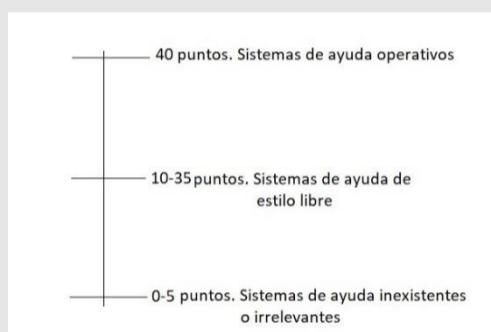 40 puntos. Sistemas de ayuda operativos
10-35 puntos. Sistemas de ayuda de
estilo libre
0-5 puntos. Sistemas de ayuda inexistentes
o irrelevantes